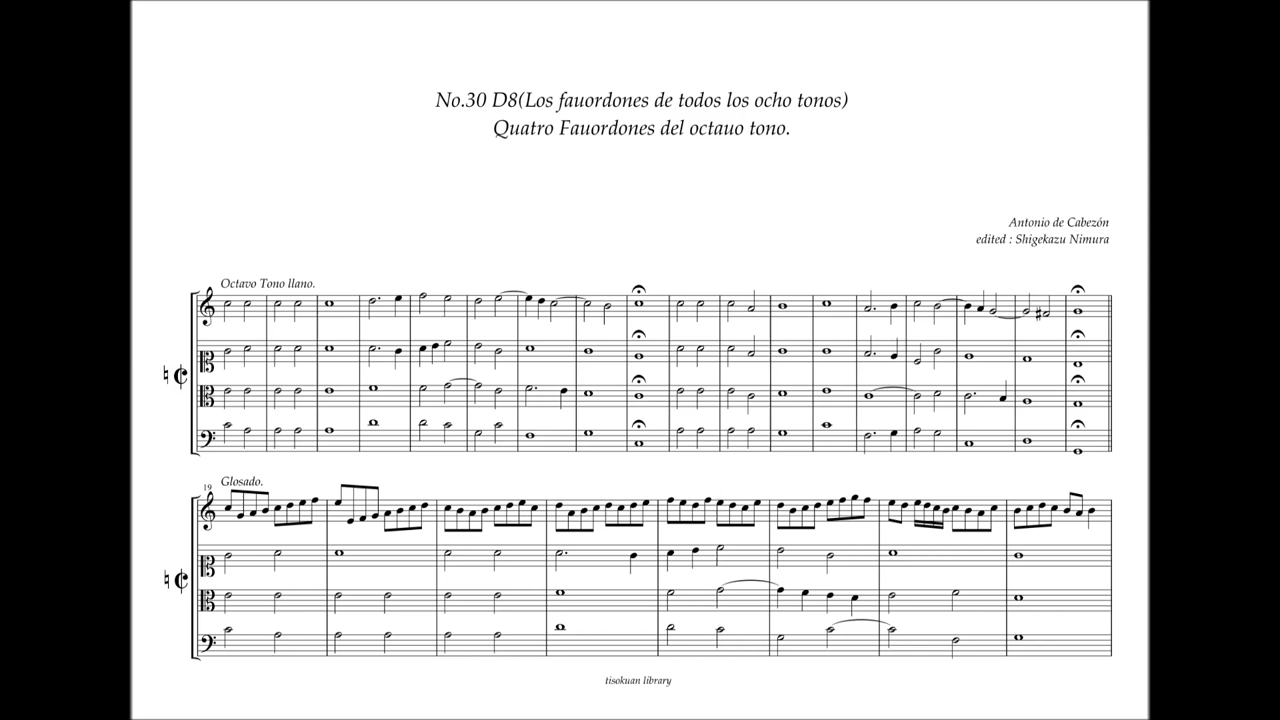 No.30 D8(Los fauordones de todos los ocho tonos)
Quatro Fauordones del octauo tono.
Antonio de Cabezón
edited : Shigekazu Nimura
Octavo Tono llano.
19
Glosado.
tisokuan library